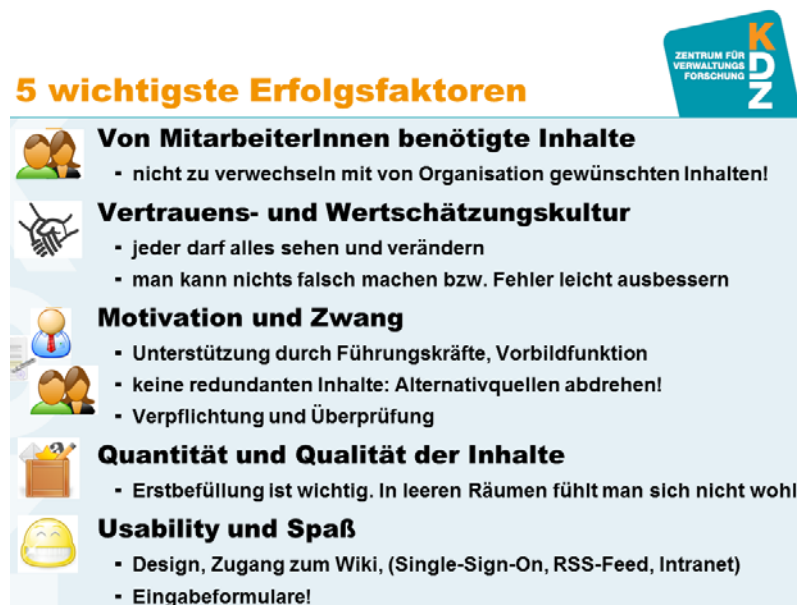 ZENTRUM FÜR
VERWALTUNGS
FORSCHUNG
KDZ
5 wichtigste Erfolgsfaktoren
Von MitarbeiterInnen benötigte Inhalte
- nicht zu verwechseln mit von Organisation gewünschten Inhalten!
Vertrauens- und Wertschätzungskultur
- jeder darf alles sehen und verändern
- man kann nichts falsch machen bzw. Fehler leicht ausbessern
Motivation und Zwang
- Unterstützung durch Führungskräfte, Vorbildfunktion
- keine redundanten Inhalte: Alternativquellen abdrehen!
- Verpflichtung und Überprüfung
Quantität und Qualität der Inhalte
- Erstbefüllung ist wichtig. In leeren Räumen fühlt man sich nicht wohl
Usability und Spaß
- Design, Zugang zum Wiki, (Single-Sign-On, RSS-Feed, Intranet)
- Eingabeformulare!